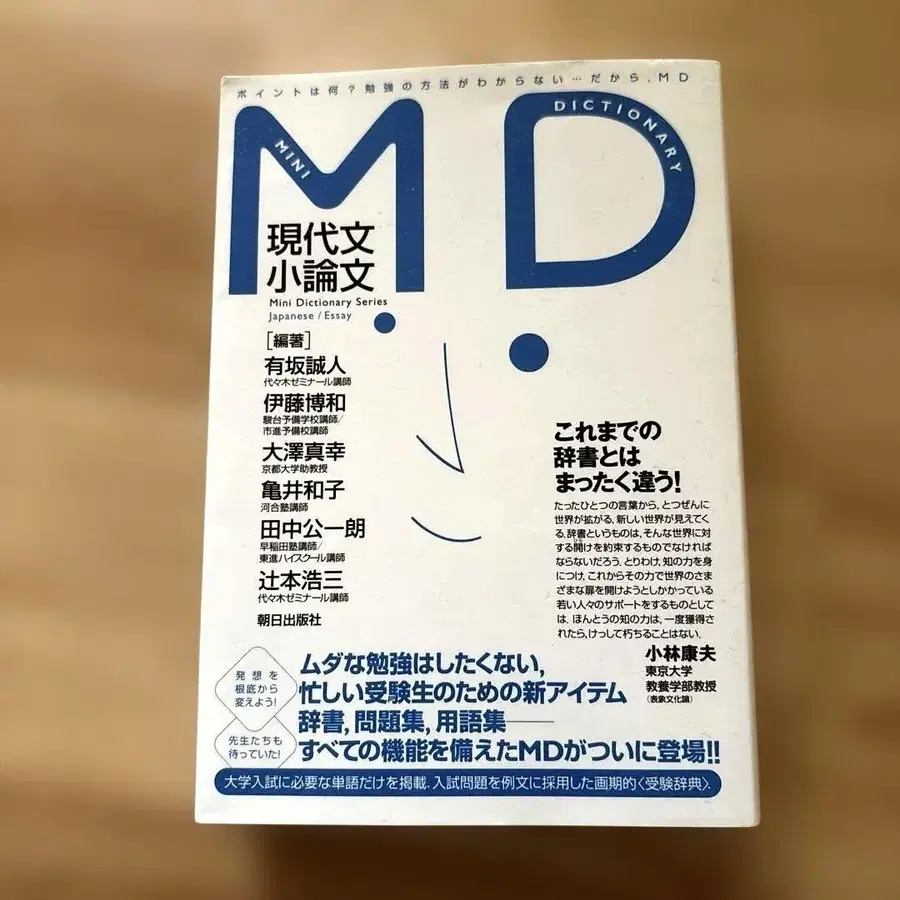 ポイントは何?勉強の方法がわからない…だから,MD
M.D.
MINI
DICTIONARY
現代文
小論文
Mini Dictionary Series
Japanese / Essay
[編著]
有坂誠人
代々木ゼミナール講師
伊藤博和
駿台予備学校講師/
市進予備校講師
大澤真幸
京都大学助教授
亀井和子
河合塾講師
田中公一朗
早稲田塾講師/
東進ハイスクール講師
辻本浩三
代々木ゼミナール講師
朝日出版社
これまでの
辞書とは
まったく違う!
たったひとつの言葉から,とつぜんに
世界が拡がる,新しい世界が見えてく
る,辞書というものは,そんな世界に対
する開けを約束するものでなければ
ならないだろう.とりわけ,知の力を身
につけ,これからその力で世界のさま
ざまな扉を開けようとしかかっている
若い人々のサポートをするものとして
は.ほんとうの知の力は,一度獲得さ
れたら,けっして朽ちることはない.
小林康夫
東京大学
教養学部教授
(表象文化論)
発想を
根底から
変えよう!
先生たちも
待っていた!
ムダな勉強はしたくない,
忙しい受験生のための新アイテム
辞書,問題集,用語集——
すべての機能を備えたMDがついに登場!!
大学入試に必要な単語だけを掲載.入試問題を例文に採用した画期的〈受験辞典〉.